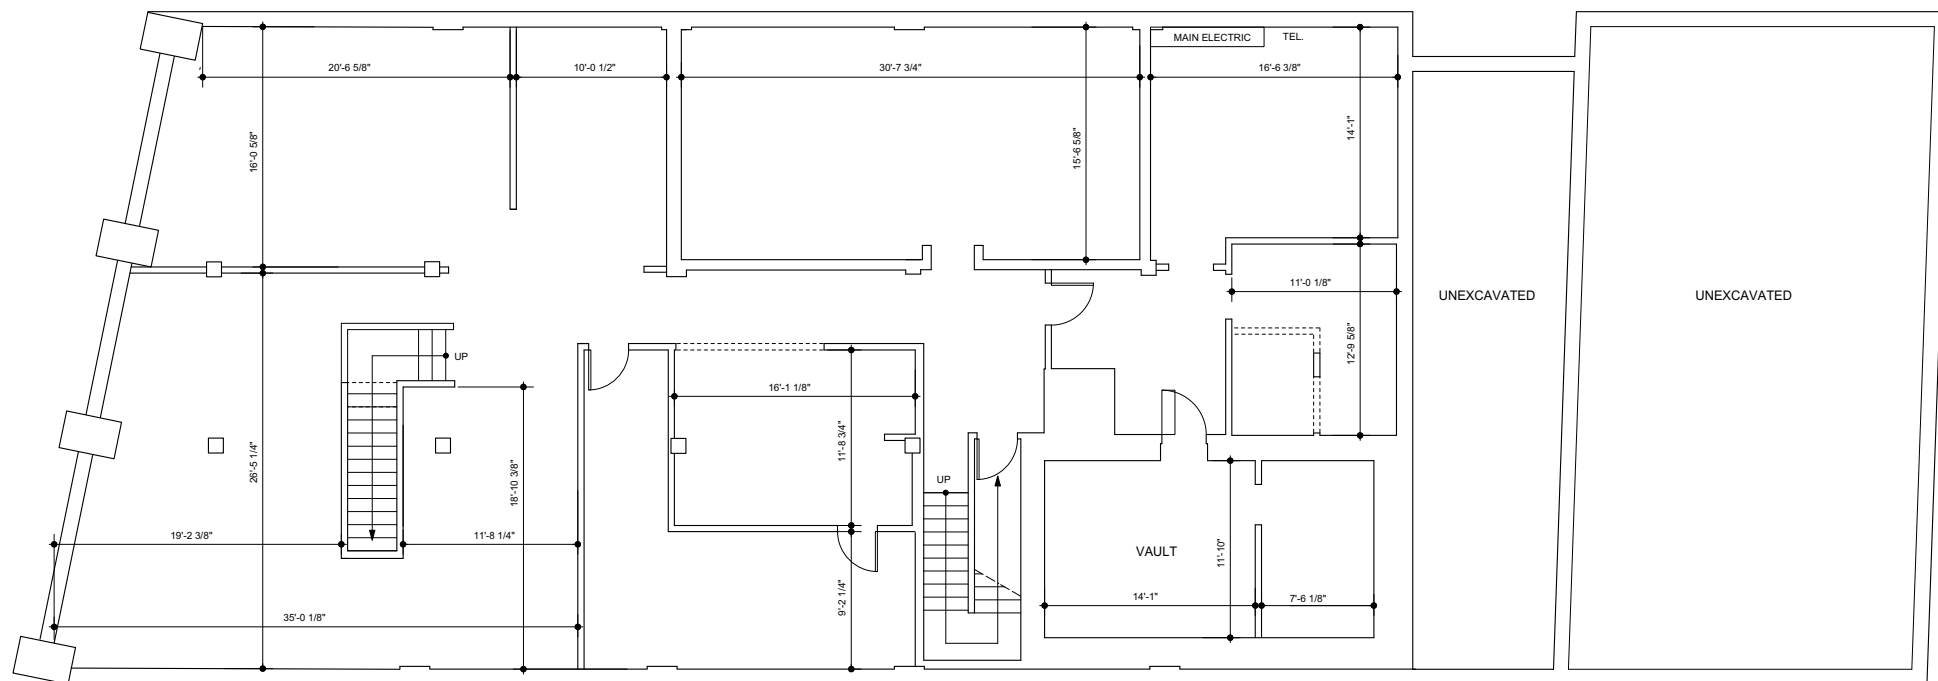 MAIN ELECTRIC
TEL.
20'-6 5/8"
10'-0 1/2"
30'-7 3/4"
16'-6 3/8"
16'-0 5/8"
15'-6 5/8"
14'-1"
11'-0 1/8"
UNEXCAVATED
UNEXCAVATED
12'-9 5/8"
UP
16'-1 1/8"
11'-8 3/4"
26'-5 1/4"
18'-10 3/8"
UP
19'-2 3/8"
11'-8 1/4"
VAULT
11'-10"
9'-2 1/4"
14'-1"
7'-6 1/8"
35'-0 1/8"